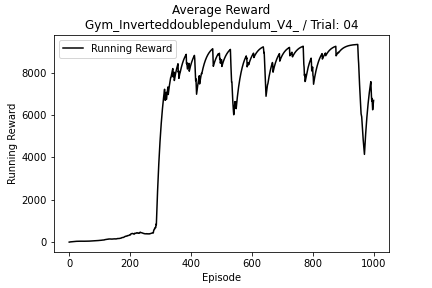 Average Reward
Gym_Inverteddoublependulum_V4_ / Trial: 04
Running Reward
8000
6000
4000
2000
0
Running Reward
0 200 400 600 800 1000
Episode